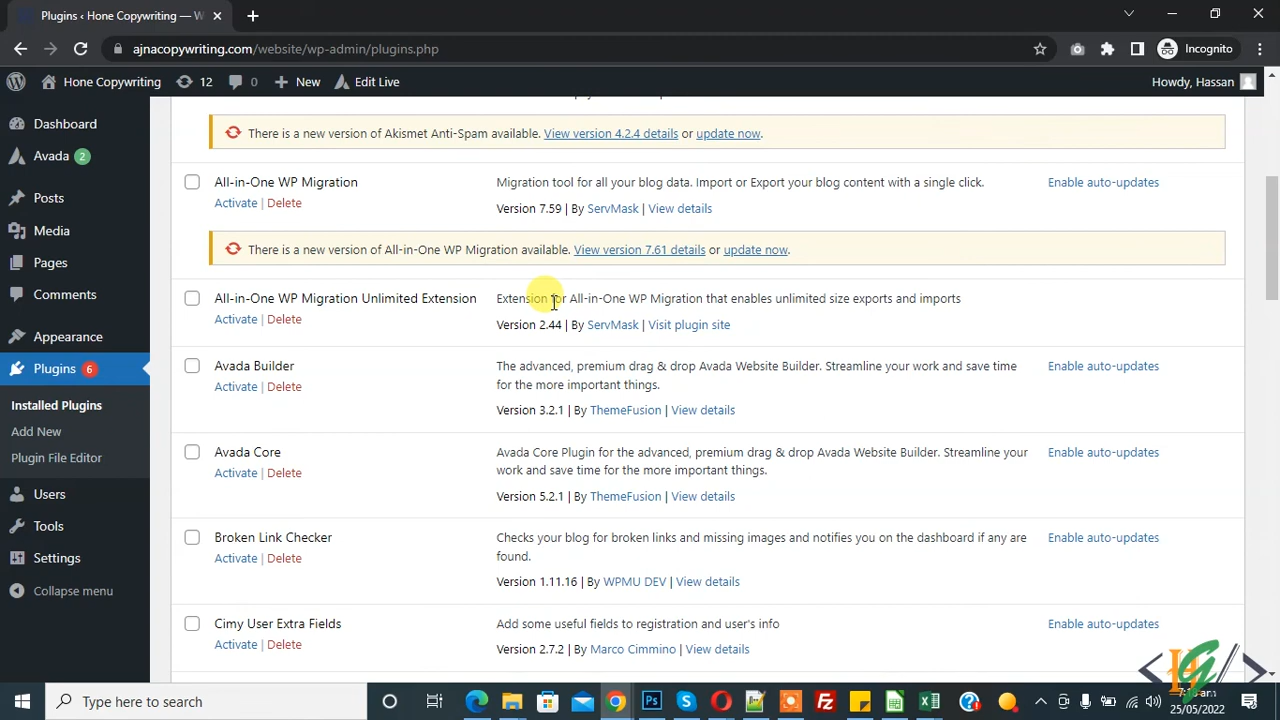 Plugins ‹ Hone Copywriting — W
ajnacopywriting.com/website/wp-admin/plugins.php
Incognito
Hone Copywriting
12
0
New
Edit Live
Howdy, Hassan
Dashboard
Avada 2
Posts
Media
Pages
Comments
Appearance
Plugins 6
Installed Plugins
Add New
Plugin File Editor
Users
Tools
Settings
Collapse menu
There is a new version of Akismet Anti-Spam available. View version 4.2.4 details or update now.
All-in-One WP Migration
Activate | Delete
Migration tool for all your blog data. Import or Export your blog content with a single click.
Version 7.59 | By ServMask | View details
Enable auto-updates
There is a new version of All-in-One WP Migration available. View version 7.61 details or update now.
All-in-One WP Migration Unlimited Extension
Activate | Delete
Extension for All-in-One WP Migration that enables unlimited size exports and imports
Version 2.44 | By ServMask | Visit plugin site
Avada Builder
Activate | Delete
The advanced, premium drag & drop Avada Website Builder. Streamline your work and save time
for the more important things.
Version 3.2.1 | By ThemeFusion | View details
Enable auto-updates
Avada Core
Activate | Delete
Avada Core Plugin for the advanced, premium drag & drop Avada Website Builder. Streamline your
work and save time for the more important things.
Version 5.2.1 | By ThemeFusion | View details
Enable auto-updates
Broken Link Checker
Activate | Delete
Checks your blog for broken links and missing images and notifies you on the dashboard if any are
found.
Version 1.11.16 | By WPMU DEV | View details
Enable auto-updates
Cimy User Extra Fields
Activate | Delete
Add some useful fields to registration and user's info
Version 2.7.2 | By Marco Cimmino | View details
Enable auto-updates
Type here to search
25/05/2022